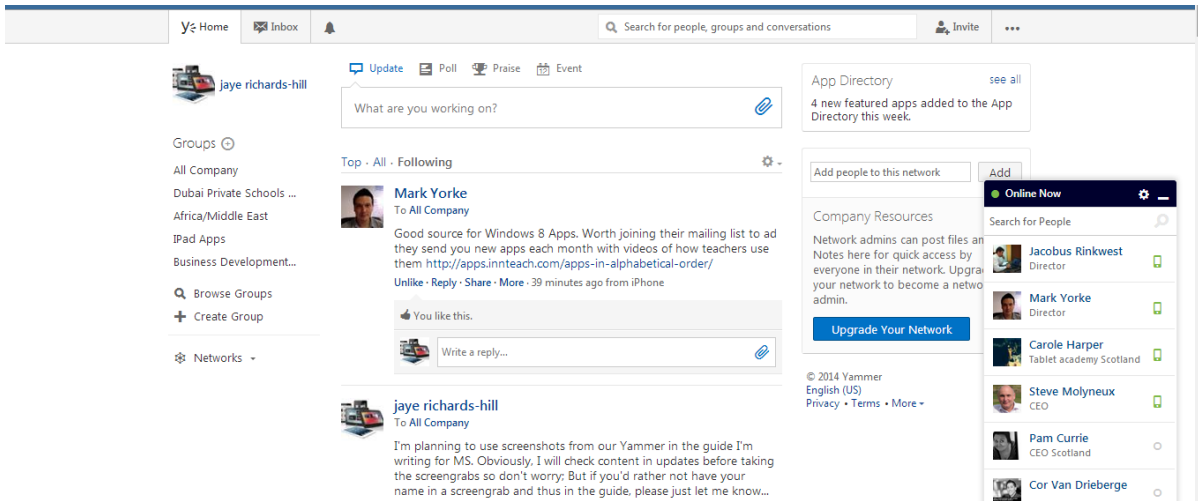 Home
Inbox
Search for people, groups and conversations
Invite
jaye richards-hill
Groups
All Company
Dubai Private Schools ...
Africa/Middle East
IPad Apps
Business Development...
Browse Groups
Create Group
Networks
Update Poll Praise Event
What are you working on?
Top · All · Following
Mark Yorke
To All Company
Good source for Windows 8 Apps. Worth joining their mailing list to ad
they send you new apps each month with videos of how teachers use
them http://apps.innteach.com/apps-in-alphabetical-order/
Unlike · Reply · Share · More · 39 minutes ago from iPhone
You like this.
Write a reply...
jaye richards-hill
To All Company
I'm planning to use screenshots from our Yammer in the guide I'm
writing for MS. Obviously, I will check content in updates before taking
the screengrabs so don't worry; But if you'd rather not have your
name in a screengrab and thus in the guide, please just let me know...
App Directory see all
4 new featured apps added to the App
Directory this week.
Add people to this network Add
Company Resources
Network admins can post files an
Notes here for quick access by
everyone in their network. Upgra
your network to become a netwo
admin.
Upgrade Your Network
© 2014 Yammer
English (US)
Privacy • Terms • More
Online Now
Search for People
Jacobus Rinkwest
Director
Mark Yorke
Director
Carole Harper
Tablet academy Scotland
Steve Molyneux
CEO
Pam Currie
CEO Scotland
Cor Van Drieberge